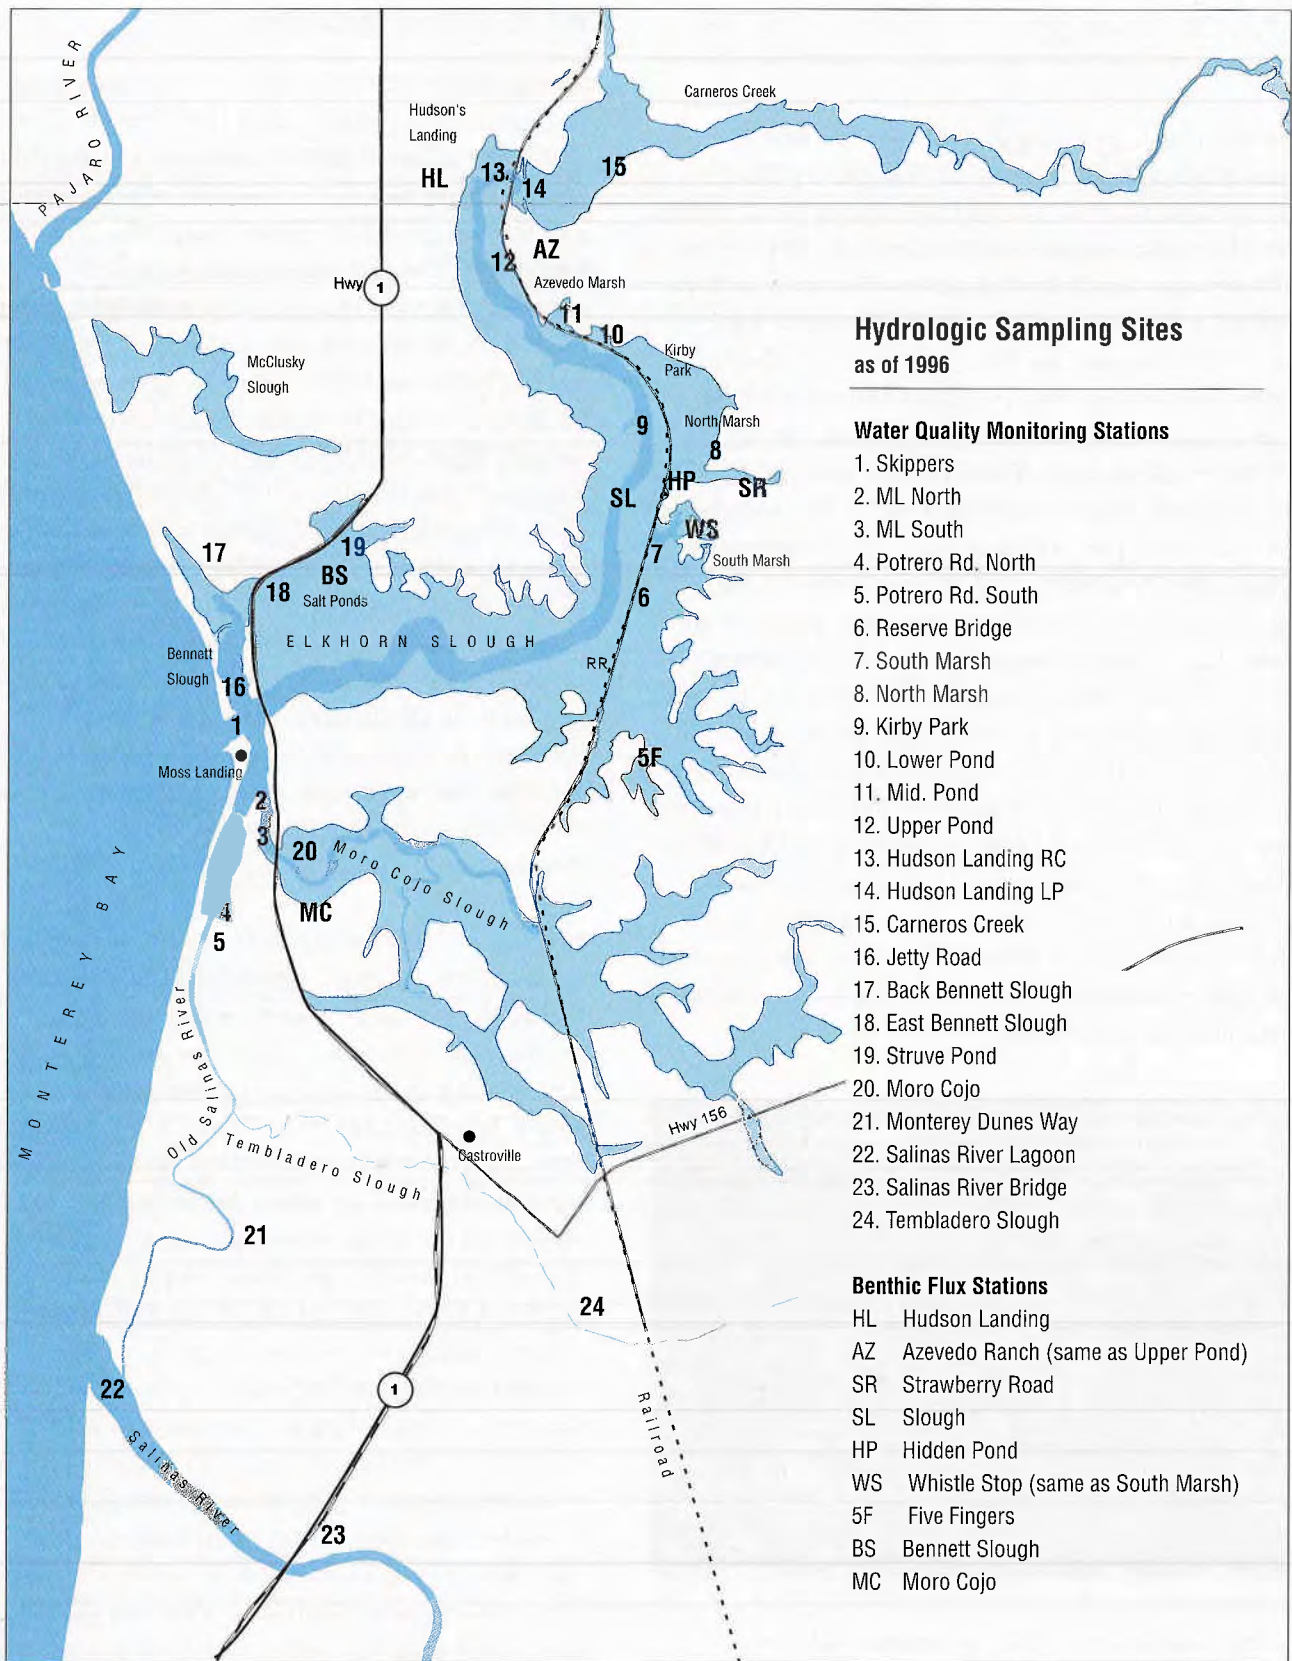 PAJARO RIVER
Carneros Creek
Hudson's
Landing
HL
13
14
15
AZ
12
Azevedo Marsh
Hwy 1
11
10
Kirby
Park
McClusky
Slough
9
North Marsh
8
HP
SR
SL
WS
17
19
7
South Marsh
BS
18
Salt Ponds
6
ELKHORN SLOUGH
Bennett
Slough
RR
16
1
5F
Moss Landing
2
3
20
Moro Cojo Slough
MC
4
5
MONTEREY BAY
Old Salinas River
Hwy 156
Castroville
Tembladero Slough
21
24
22
1
Railroad
Salinas River
23
Hydrologic Sampling Sites
as of 1996
Water Quality Monitoring Stations
1. Skippers
2. ML North
3. ML South
4. Potrero Rd. North
5. Potrero Rd. South
6. Reserve Bridge
7. South Marsh
8. North Marsh
9. Kirby Park
10. Lower Pond
11. Mid. Pond
12. Upper Pond
13. Hudson Landing RC
14. Hudson Landing LP
15. Carneros Creek
16. Jetty Road
17. Back Bennett Slough
18. East Bennett Slough
19. Struve Pond
20. Moro Cojo
21. Monterey Dunes Way
22. Salinas River Lagoon
23. Salinas River Bridge
24. Tembladero Slough
Benthic Flux Stations
HL Hudson Landing
AZ Azevedo Ranch (same as Upper Pond)
SR Strawberry Road
SL Slough
HP Hidden Pond
WS Whistle Stop (same as South Marsh)
5F Five Fingers
BS Bennett Slough
MC Moro Cojo